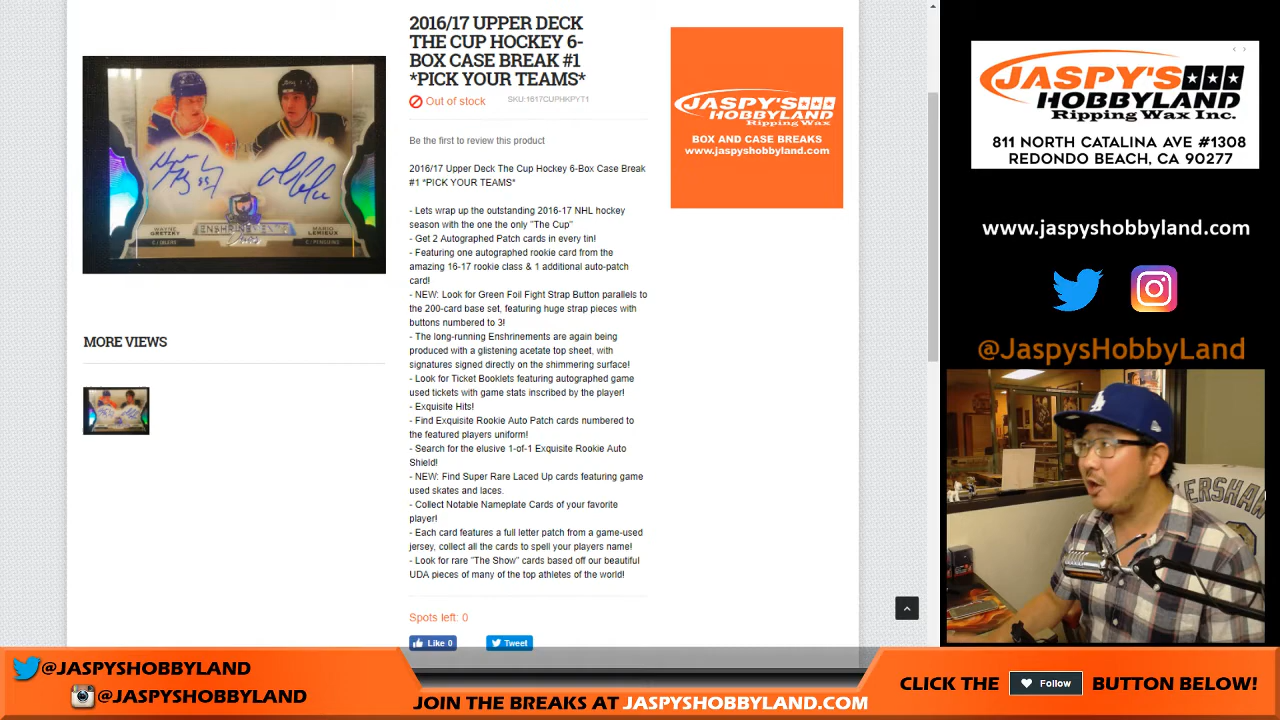 2016/17 UPPER DECK
THE CUP HOCKEY 6-
BOX CASE BREAK #1
*PICK YOUR TEAMS*
Out of stock
SKU:1617CUPHKPYT1
Be the first to review this product
2016/17 Upper Deck The Cup Hockey 6-Box Case Break
#1 *PICK YOUR TEAMS*
- Lets wrap up the outstanding 2016-17 NHL hockey
season with the one the only "The Cup"
- Get 2 Autographed Patch cards in every tin!
- Featuring one autographed rookie card from the
amazing 16-17 rookie class & 1 additional auto-patch
card!
- NEW: Look for Green Foil Fight Strap Button parallels to
the 200-card base set, featuring huge strap pieces with
buttons numbered to 3!
- The long-running Enshrinements are again being
produced with a glistening acetate top sheet, with
signatures signed directly on the shimmering surface!
- Look for Ticket Booklets featuring autographed game
used tickets with game stats inscribed by the player!
- Exquisite Hits!
- Find Exquisite Rookie Auto Patch cards numbered to
the featured players uniform!
- Search for the elusive 1-of-1 Exquisite Rookie Auto
Shield!
- NEW: Find Super Rare Laced Up cards featuring game
used skates and laces.
- Collect Notable Nameplate Cards of your favorite
player!
- Each card features a full letter patch from a game-used
jersey, collect all the cards to spell your players name!
- Look for rare "The Show" cards based off our beautiful
UDA pieces of many of the top athletes of the world!
Spots left: 0
Like 0
Tweet
WAYNE
GRETZKY
C / OILERS
MARIO
LEMIEUX
C / PENGUINS
MORE VIEWS
JASPY'S
HOBBYLAND
Ripping Wax
BOX AND CASE BREAKS
www.jaspyshobbyland.com
JASPY'S
HOBBYLAND
Ripping Wax Inc.
811 NORTH CATALINA AVE #1308
REDONDO BEACH, CA 90277
www.jaspyshobbyland.com
@JaspysHobbyLand
ERSHA
@JASPYSHOBBYLAND
@JASPYSHOBBYLAND
JOIN THE BREAKS AT JASPYSHOBBYLAND.COM
CLICK THE Follow BUTTON BELOW!